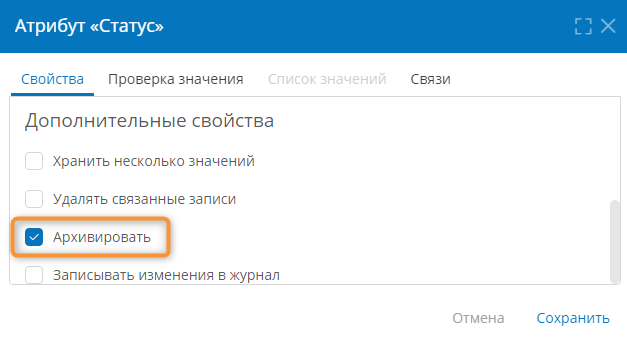 Атрибут «Статус»
Свойства Проверка значения Список значений Связи
Дополнительные свойства
Хранить несколько значений
Удалять связанные записи
Архивировать
Записывать изменения в журнал
Отмена Сохранить